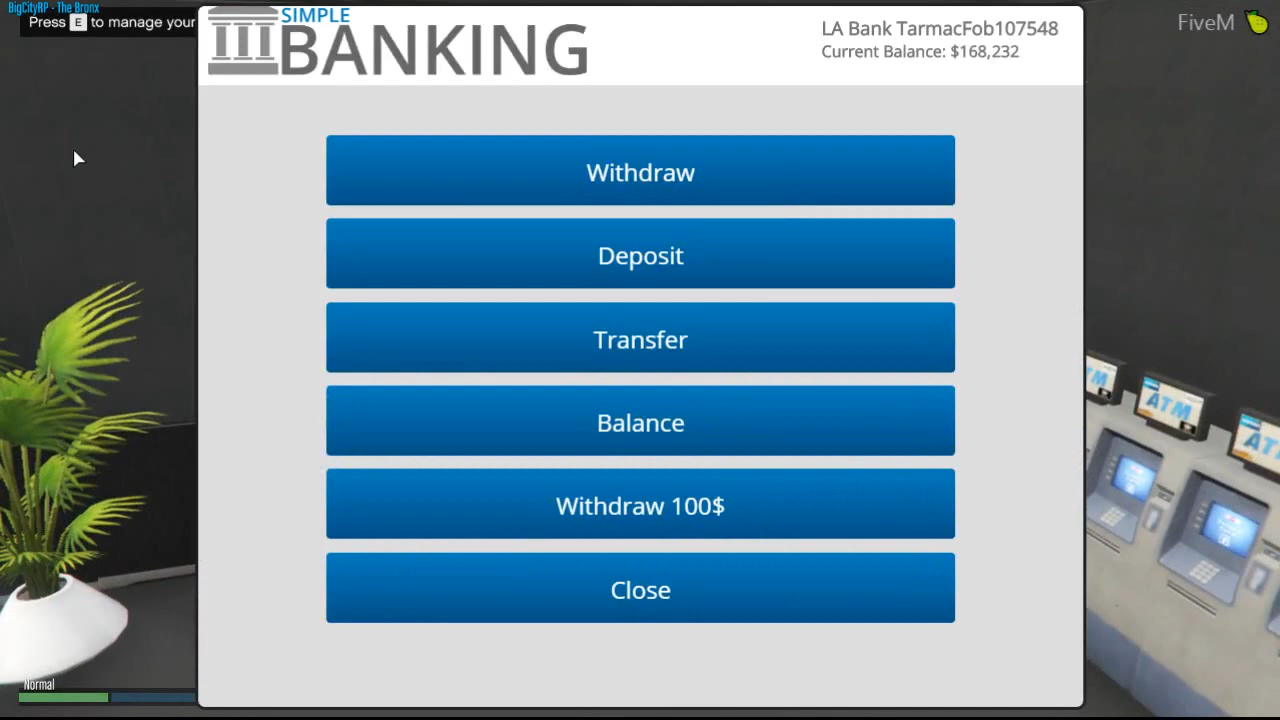 BigCityRP - The Bronx
Press E to manage your
SIMPLE
BANKING
LA Bank TarmacFob107548
Current Balance: $168,232
FiveM
Withdraw
Deposit
Transfer
Balance
Withdraw 100$
Close
ATM
ATM
AT
Normal